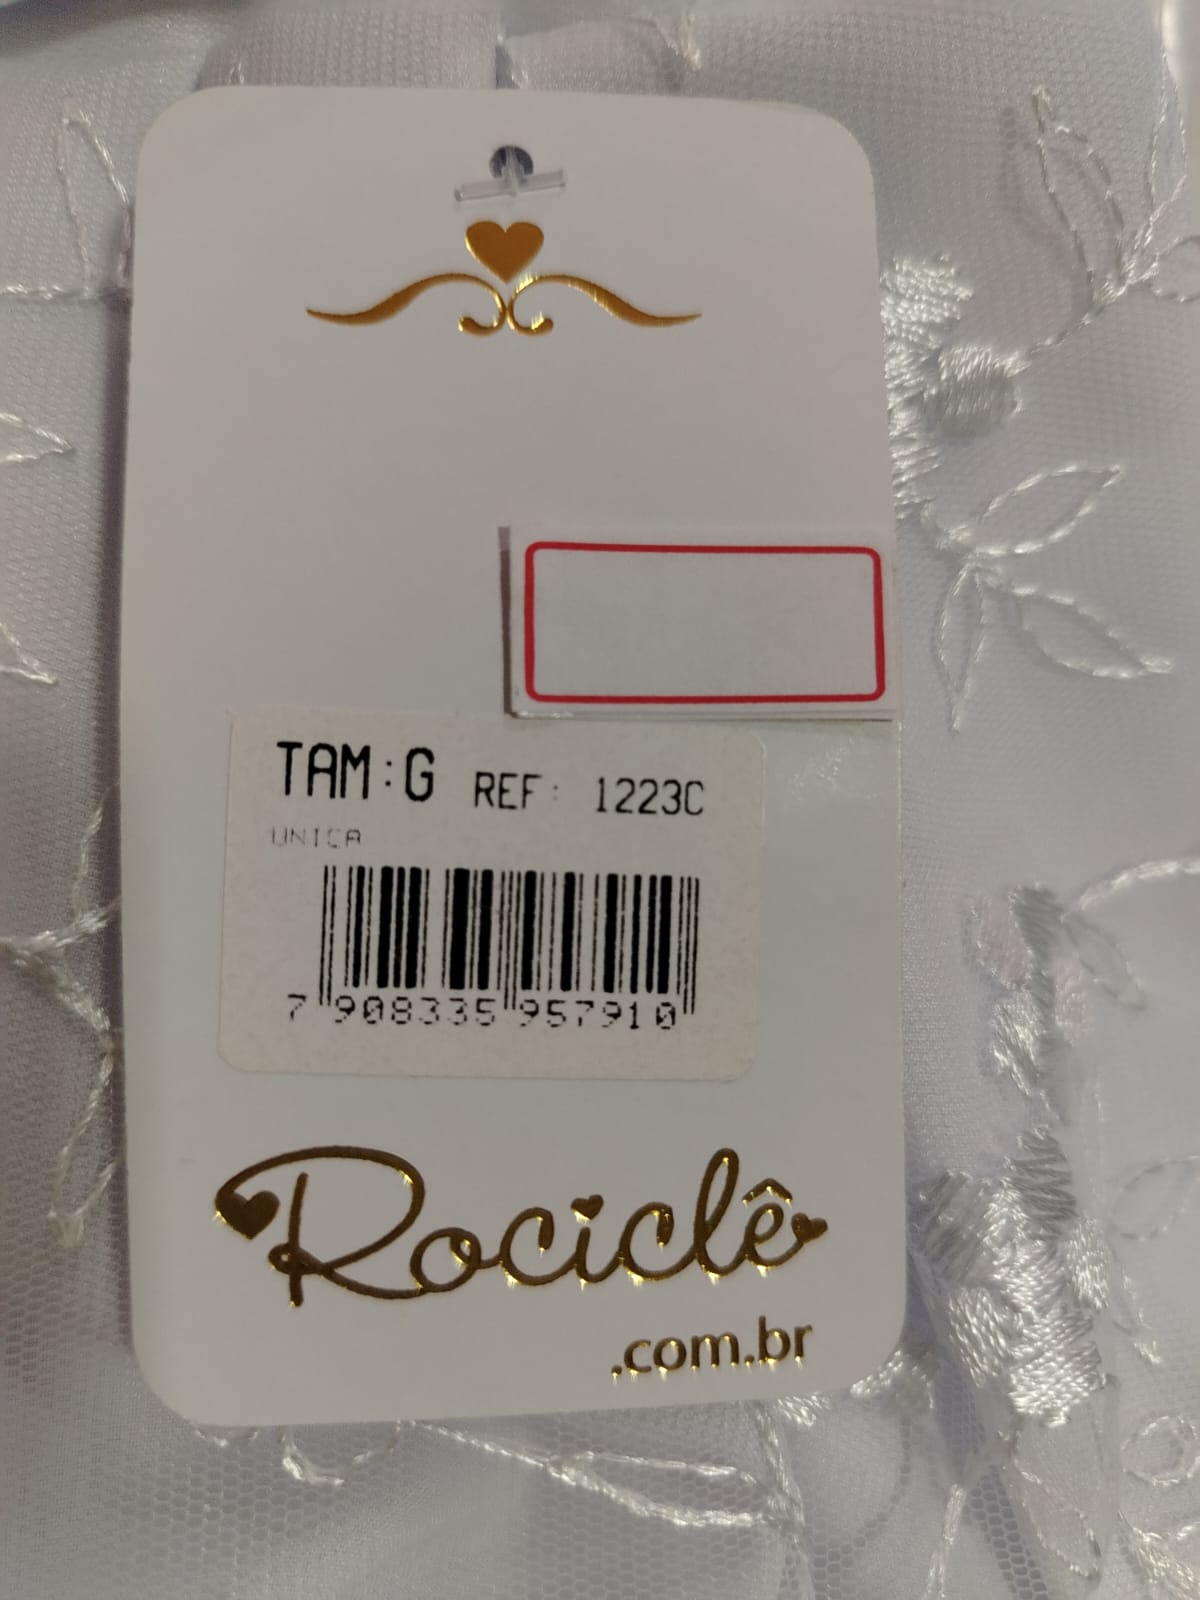 TAM:G REF: 1223C
UNICA
7 908335 957910
Rociclê
.com.br